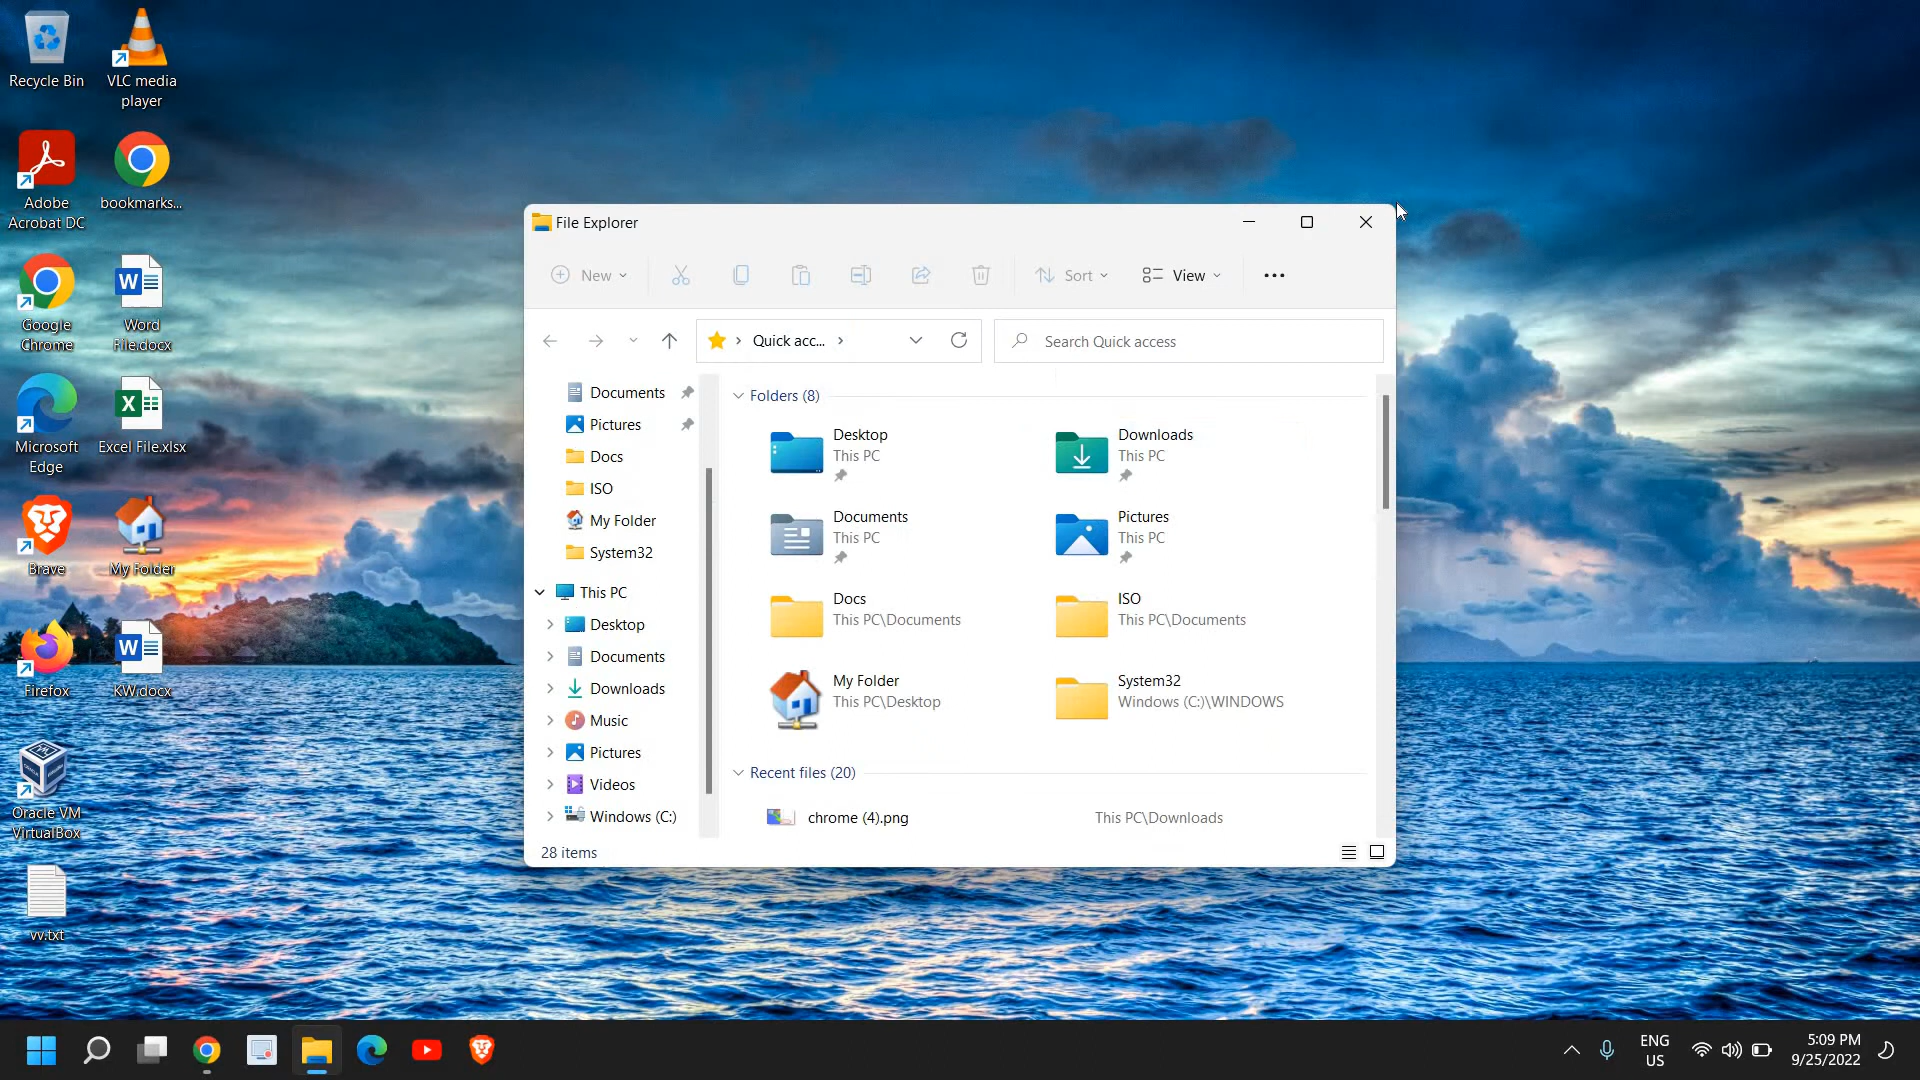 Recycle Bin
VLC media
player
Adobe
Acrobat DC
bookmarks...
Google
Chrome
Word
File.docx
Microsoft
Edge
Excel File.xlsx
Brave
My Folder
Firefox
KW.docx
Oracle VM
VirtualBox
vv.txt
File Explorer
New
Sort
View
Quick acc...
Search Quick access
Documents
Pictures
Docs
ISO
My Folder
System32
This PC
Desktop
Documents
Downloads
Music
Pictures
Videos
Windows (C:)
Folders (8)
Desktop
This PC
Downloads
This PC
Documents
This PC
Pictures
This PC
Docs
This PC\Documents
ISO
This PC\Documents
My Folder
This PC\Desktop
System32
Windows (C:)\WINDOWS
Recent files (20)
chrome (4).png This PC\Downloads
28 items
ENG
US
5:09 PM
9/25/2022